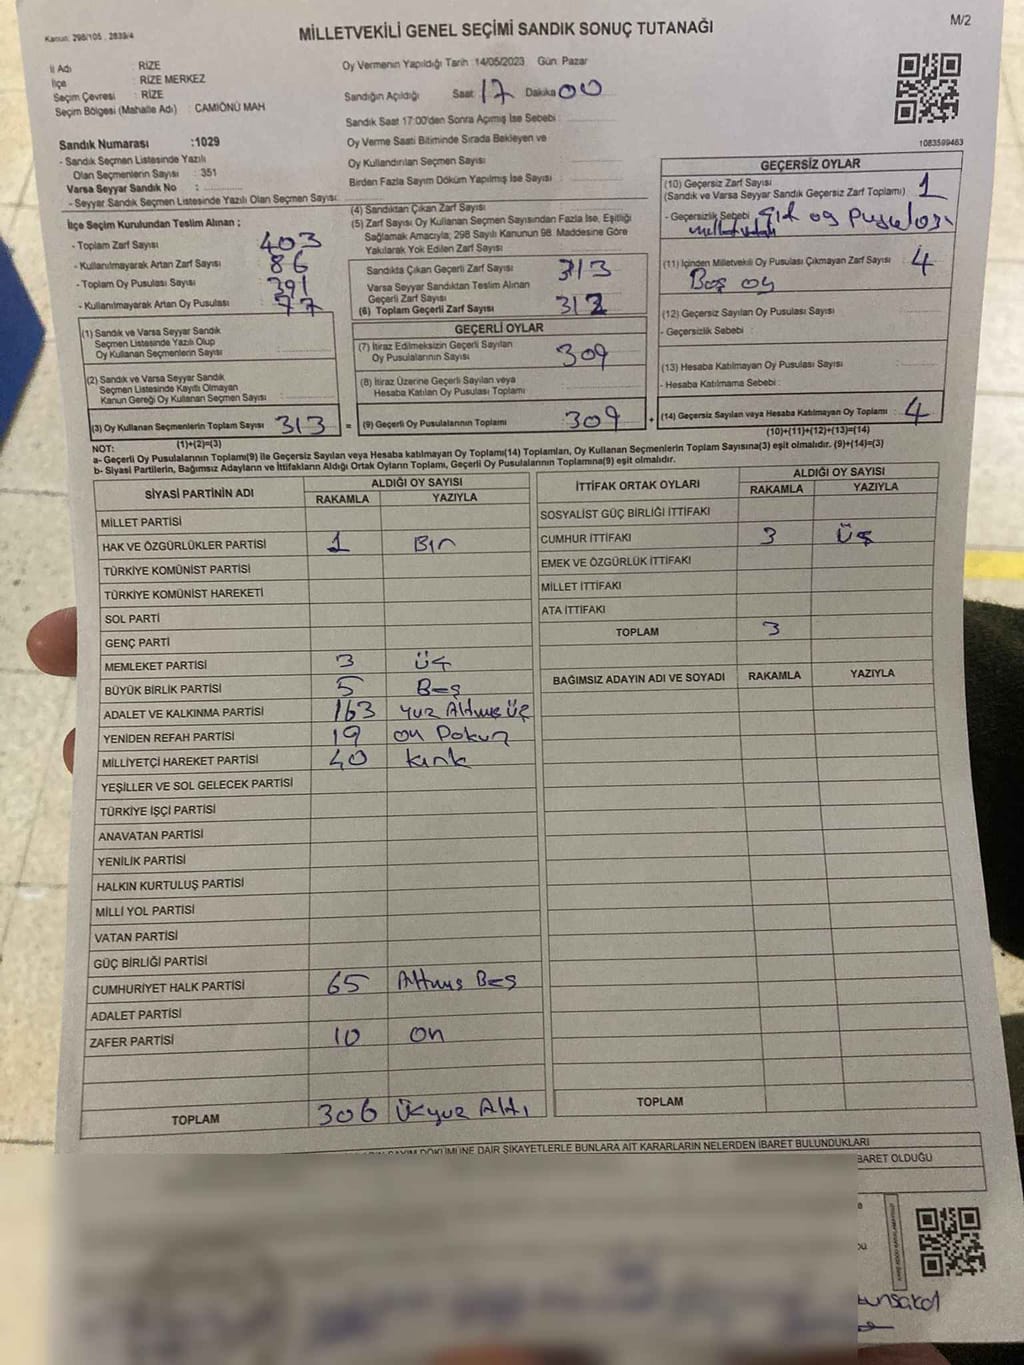 Kanun: 298/105 , 2839/4
MİLLETVEKİLİ GENEL SEÇİMİ SANDIK SONUÇ TUTANAĞI
M/2
İl Adı : RİZE
İlçe : RİZE MERKEZ
Seçim Çevresi : RİZE
Seçim Bölgesi (Mahalle Adı) : CAMİÖNÜ MAH
Sandık Numarası :1029
- Sandık Seçmen Listesinde Yazılı
Olan Seçmenlerin Sayısı : 351
Varsa Seyyar Sandık No :
- Seyyar Sandık Seçmen Listesinde Yazılı Olan Seçmen Sayısı:
Oy Vermenin Yapıldığı Tarih :14/05/2023 Gün: Pazar
Sandığın Açıldığı Saat 17 Dakika 00
Sandık Saat 17:00'den Sonra Açılmış İse Sebebi :
Oy Verme Saati Bitiminde Sırada Bekleyen ve
Oy Kullandırılan Seçmen Sayısı :
Birden Fazla Sayım Döküm Yapılmış İse Sayısı :
1083599463
İlçe Seçim Kurulundan Teslim Alınan ;
- Toplam Zarf Sayısı : 403
- Kullanılmayarak Artan Zarf Sayısı : 86
- Toplam Oy Pusulası Sayısı : 391
- Kullanılmayarak Artan Oy Pusulası : 77
(1) Sandık ve Varsa Seyyar Sandık
Seçmen Listesinde Yazılı Olup
Oy Kullanan Seçmenlerin Sayısı :
(2) Sandık ve Varsa Seyyar Sandık
Seçmen Listesinde Kayıtlı Olmayan
Kanun Gereği Oy Kullanan Seçmen Sayısı :
(3) Oy Kullanan Seçmenlerin Toplam Sayısı : 313 =
(1)+(2)=(3)
(4) Sandıktan Çıkan Zarf Sayısı
(5) Zarf Sayısı Oy Kullanan Seçmen Sayısından Fazla İse, Eşitliği
Sağlamak Amacıyla; 298 Sayılı Kanunun 98. Maddesine Göre
Yakılarak Yok Edilen Zarf Sayısı
Sandıkta Çıkan Geçerli Zarf Sayısı : 313
Varsa Seyyar Sandıktan Teslim Alınan
Geçerli Zarf Sayısı :
(6) Toplam Geçerli Zarf Sayısı : 312
GEÇERLİ OYLAR
(7) İtiraz Edilmeksizin Geçerli Sayılan
Oy Pusulalarının Sayısı : 309
(8) İtiraz Üzerine Geçerli Sayılan veya
Hesaba Katılan Oy Pusulası Toplamı :
(9) Geçerli Oy Pusulalarının Toplamı : 309 +
GEÇERSİZ OYLAR
(10) Geçersiz Zarf Sayısı : 1
(Sandık ve Varsa Seyyar Sandık Geçersiz Zarf Toplamı)
- Geçersizlik Sebebi : oy pusulası
(11) İçinden Milletvekili Oy Pusulası Çıkmayan Zarf Sayısı : 4
Boş oy
(12) Geçersiz Sayılan Oy Pusulası Sayısı :
- Geçersizlik Sebebi :
(13) Hesaba Katılmayan Oy Pusulası Sayısı :
- Hesaba Katılmama Sebebi :
(14) Geçersiz Sayılan veya Hesaba Katılmayan Oy Toplamı : 4
(10)+(11)+(12)+(13)=(14)
NOT:
a- Geçerli Oy Pusulalarının Toplamı(9) ile Geçersiz Sayılan veya Hesaba katılmayan Oy Toplamı(14) Toplamları, Oy Kullanan Seçmenlerin Toplam Sayısına(3) eşit olmalıdır. (9)+(14)=(3)
b- Siyasi Partilerin, Bağımsız Adayların ve İttifakların Aldığı Ortak Oyların Toplamı, Geçerli Oy Pusulalarının Toplamına(9) eşit olmalıdır.
SİYASİ PARTİNİN ADI ALDIĞI OY SAYISI
RAKAMLA YAZIYLA
MİLLET PARTİSİ
HAK VE ÖZGÜRLÜKLER PARTİSİ 1 Bir
TÜRKİYE KOMÜNİST PARTİSİ
TÜRKİYE KOMÜNİST HAREKETİ
SOL PARTİ
GENÇ PARTİ
MEMLEKET PARTİSİ 3 üç
BÜYÜK BİRLİK PARTİSİ 5 Beş
ADALET VE KALKINMA PARTİSİ 163 yüz Altmış üç
YENİDEN REFAH PARTİSİ 19 on Dokuz
MİLLİYETÇİ HAREKET PARTİSİ 40 kırk
YEŞİLLER VE SOL GELECEK PARTİSİ
TÜRKİYE İŞÇİ PARTİSİ
ANAVATAN PARTİSİ
YENİLİK PARTİSİ
HALKIN KURTULUŞ PARTİSİ
MİLLİ YOL PARTİSİ
VATAN PARTİSİ
GÜÇ BİRLİĞİ PARTİSİ
CUMHURİYET HALK PARTİSİ 65 Altmış Beş
ADALET PARTİSİ
ZAFER PARTİSİ 10 on
TOPLAM 306 üçyüz Altı
İTTİFAK ORTAK OYLARI ALDIĞI OY SAYISI
RAKAMLA YAZIYLA
SOSYALİST GÜÇ BİRLİĞİ İTTİFAKI
CUMHUR İTTİFAKI 3 Üç
EMEK VE ÖZGÜRLÜK İTTİFAKI
MİLLET İTTİFAKI
ATA İTTİFAKI
TOPLAM 3
BAĞIMSIZ ADAYIN ADI VE SOYADI RAKAMLA YAZIYLA
TOPLAM
DÖKÜMÜNE DAİR ŞİKAYETLERLE BUNLARA AİT KARARLARIN NELERDEN İBARET BULUNDUKLARI
BARET OLDUĞU